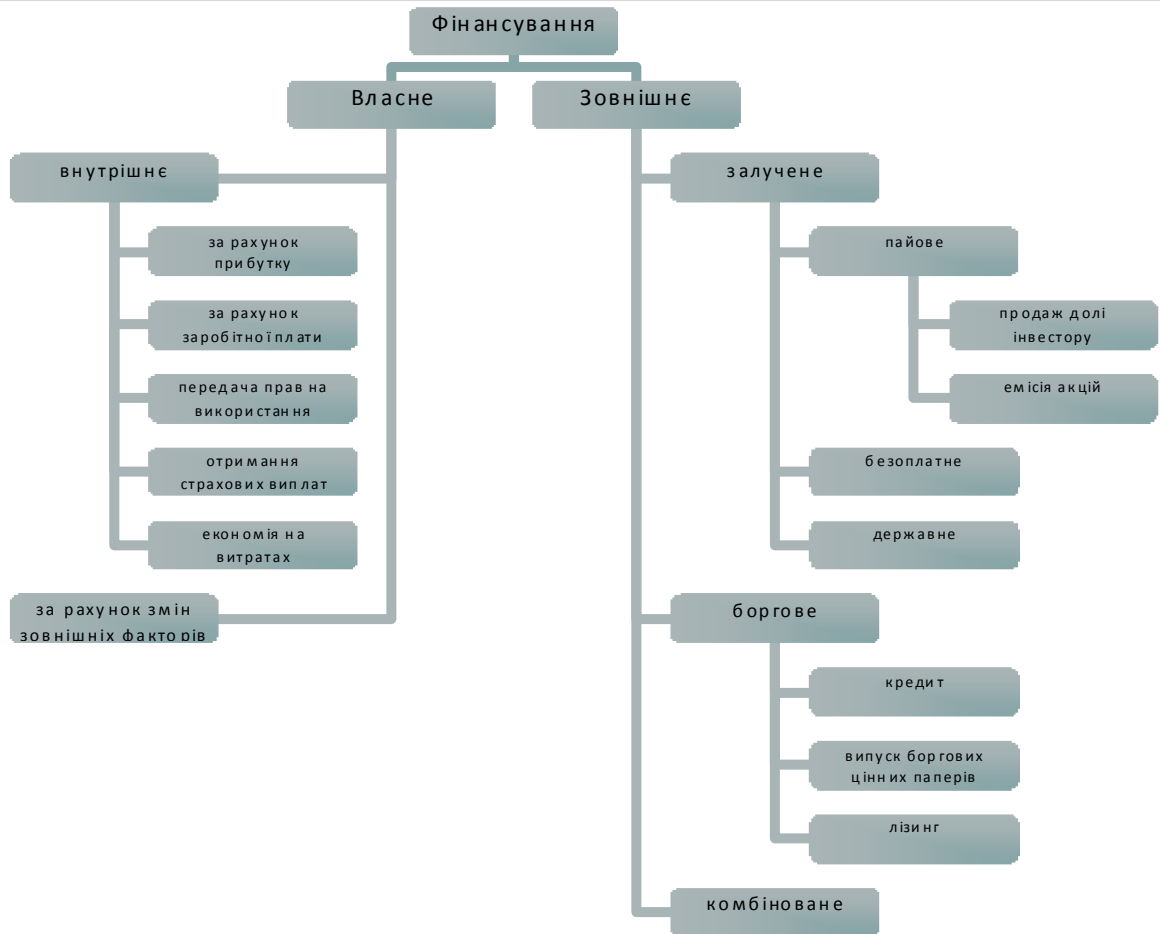 Фінансування
Власне
Зовнішнє
внутрішнє
за рахунок
прибутку
за рахунок
заробітної плати
передача прав на
використання
отримання
страхових виплат
економія на
витратах
за рахунок змін
зовнішніх факторів
залучене
пайове
продаж долі
інвестору
емісія акцій
безоплатне
державне
боргове
кредит
випуск боргових
цінних паперів
лізинг
комбіноване